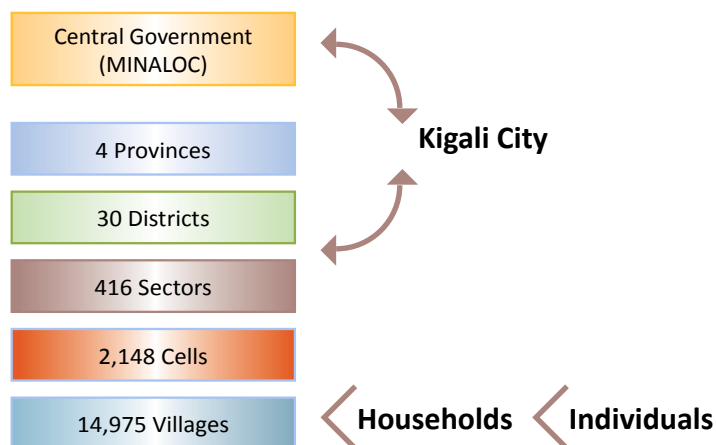 Central Government
(MINALOC)
Kigali City
4 Provinces
30 Districts
416 Sectors
2,148 Cells
14,975 Villages
Households
Individuals